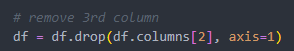 # remove 3rd column
df = df.drop(df.columns[2], axis=1)